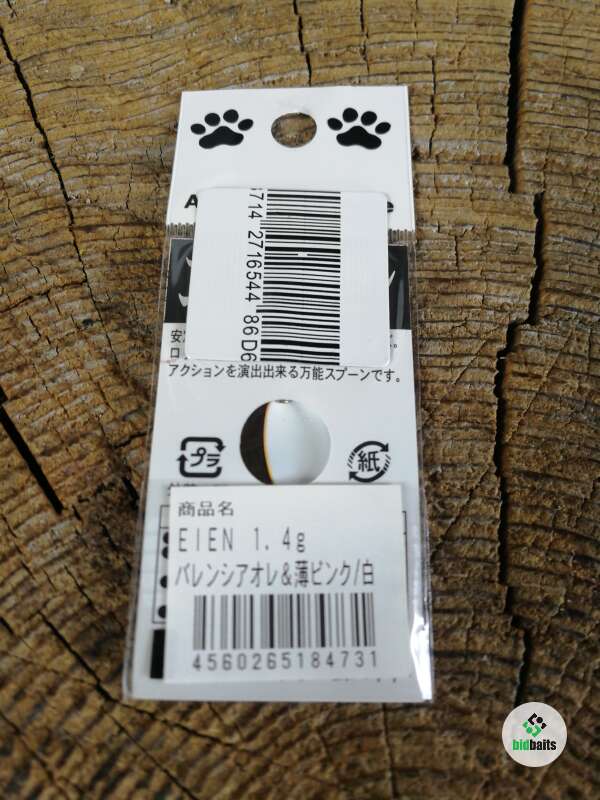 714 2716544 86D6
アクションを演出出来る万能スプーンです。
プラ
紙
商品名
EIEN 1.4g
バレンシアオレ&薄ピンク/白
4560265184731
bidbaits